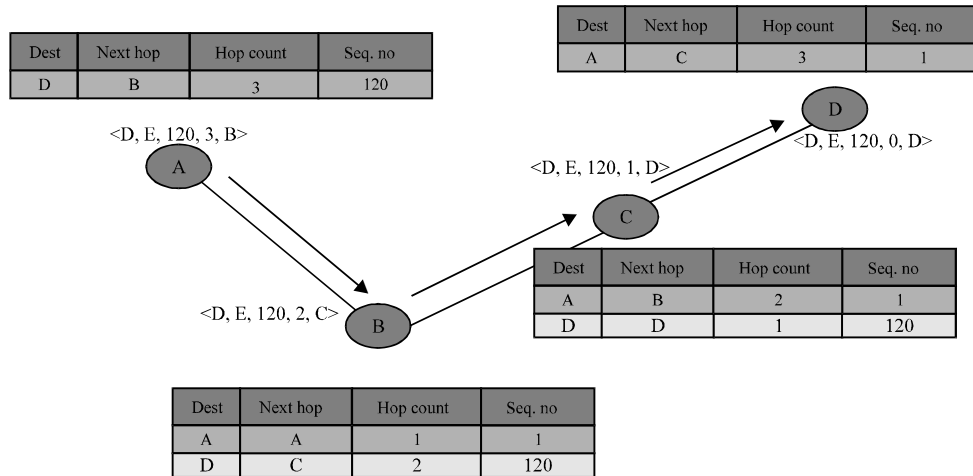 Dest Next hop Hop count Seq. no
A C 3 1
Dest Next hop Hop count Seq. no
D B 3 120
<D, E, 120, 3, B>
A
D
<D, E, 120, 0, D>
<D, E, 120, 1, D>
C
Dest Next hop Hop count Seq. no
A B 2 1
D D 1 120
<D, E, 120, 2, C>
B
Dest Next hop Hop count Seq. no
A A 1 1
D C 2 120